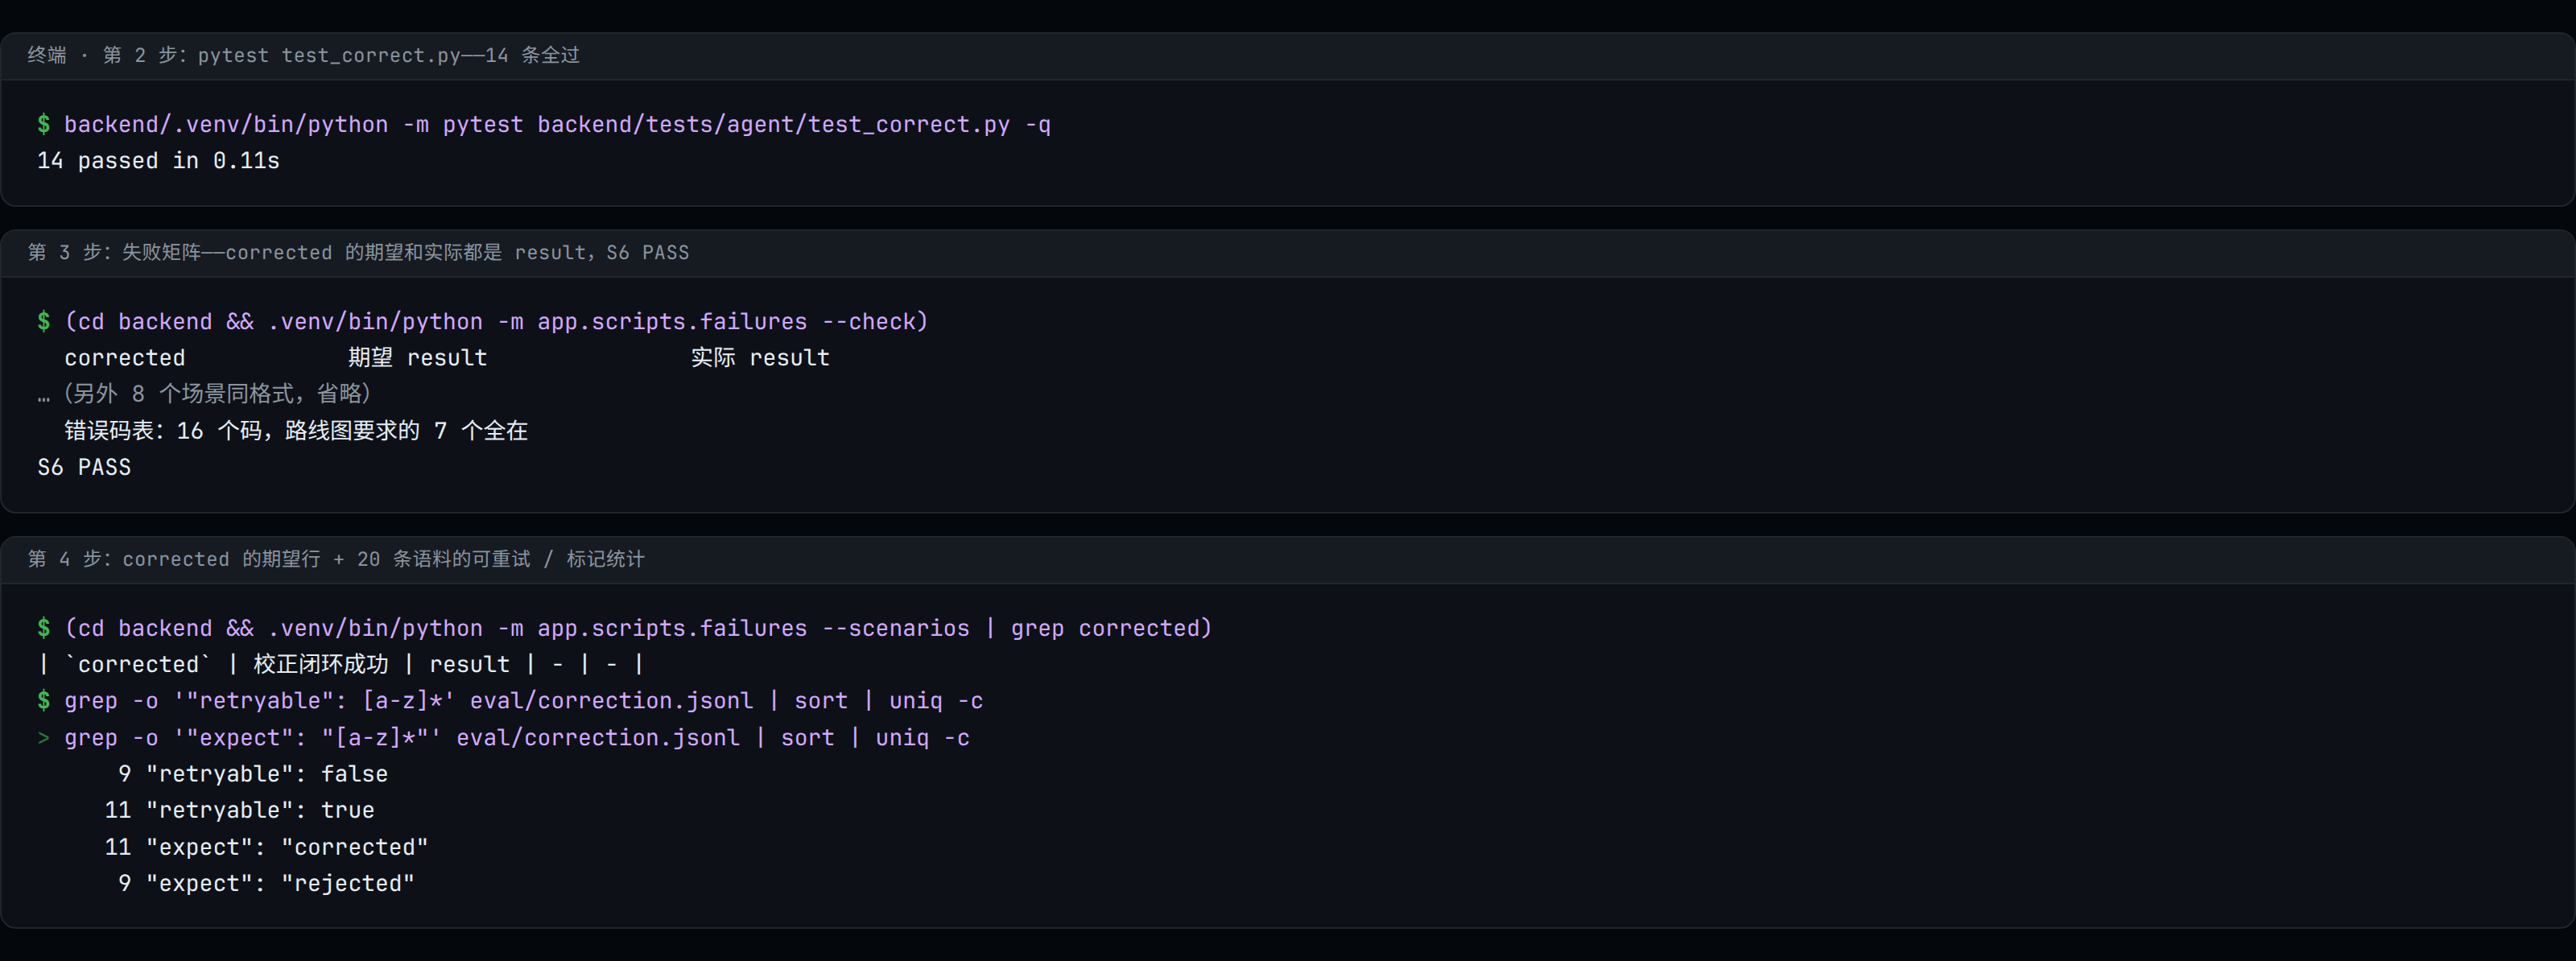 终端 · 第 2 步：pytest test_correct.py——14 条全过
$ backend/.venv/bin/python -m pytest backend/tests/agent/test_correct.py -q
14 passed in 0.11s
第 3 步：失败矩阵——corrected 的期望和实际都是 result，S6 PASS
$ (cd backend && .venv/bin/python -m app.scripts.failures --check)
corrected 期望 result 实际 result
…（另外 8 个场景同格式，省略）
错误码表：16 个码，路线图要求的 7 个全在
S6 PASS
第 4 步：corrected 的期望行 + 20 条语料的可重试 / 标记统计
$ (cd backend && .venv/bin/python -m app.scripts.failures --scenarios | grep corrected)
| `corrected` | 校正闭环成功 | result | - | - |
$ grep -o '"retryable": [a-z]*' eval/correction.jsonl | sort | uniq -c
> grep -o '"expect": "[a-z]*"' eval/correction.jsonl | sort | uniq -c
9 "retryable": false
11 "retryable": true
11 "expect": "corrected"
9 "expect": "rejected"